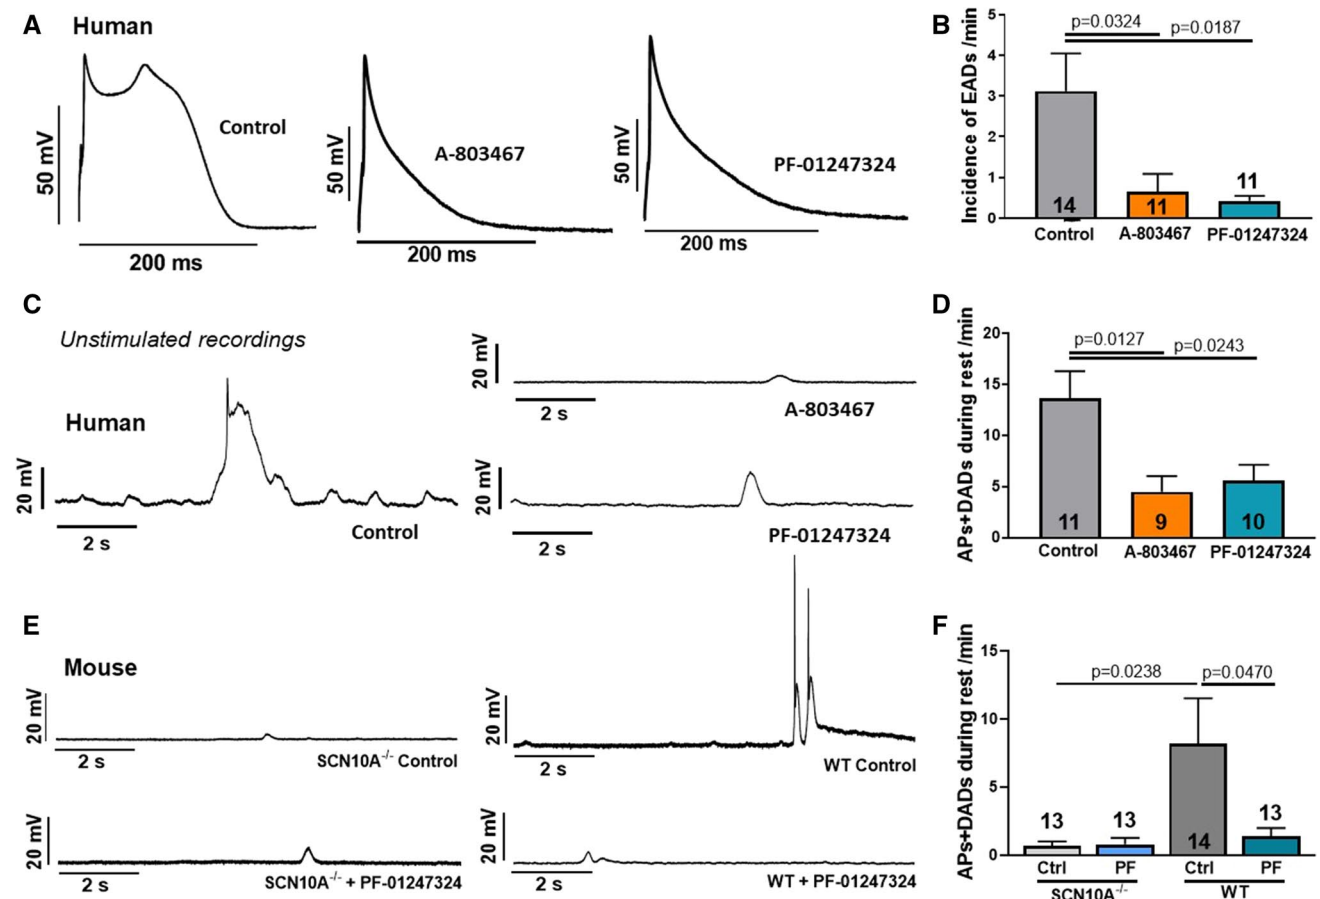 A
Human
50 mV
Control
200 ms
50 mV
A-803467
200 ms
50 mV
PF-01247324
200 ms
B
Incidence of EADs /min
5
4
3
2
1
0
p=0.0324
p=0.0187
14
11
11
Control
A-803467
PF-01247324
C
Unstimulated recordings
Human
20 mV
2 s
Control
20 mV
2 s
A-803467
20 mV
2 s
PF-01247324
D
APs+DADs during rest /min
20
15
10
5
0
p=0.0127
p=0.0243
11
9
10
Control
A-803467
PF-01247324
E
Mouse
20 mV
2 s
SCN10A-/- Control
20 mV
2 s
WT Control
20 mV
2 s
SCN10A-/- + PF-01247324
20 mV
2 s
WT + PF-01247324
F
APs+DADs during rest /min
15
10
5
0
p=0.0238
p=0.0470
13
13
14
13
Ctrl
PF
Ctrl
PF
SCN10A-/-
WT